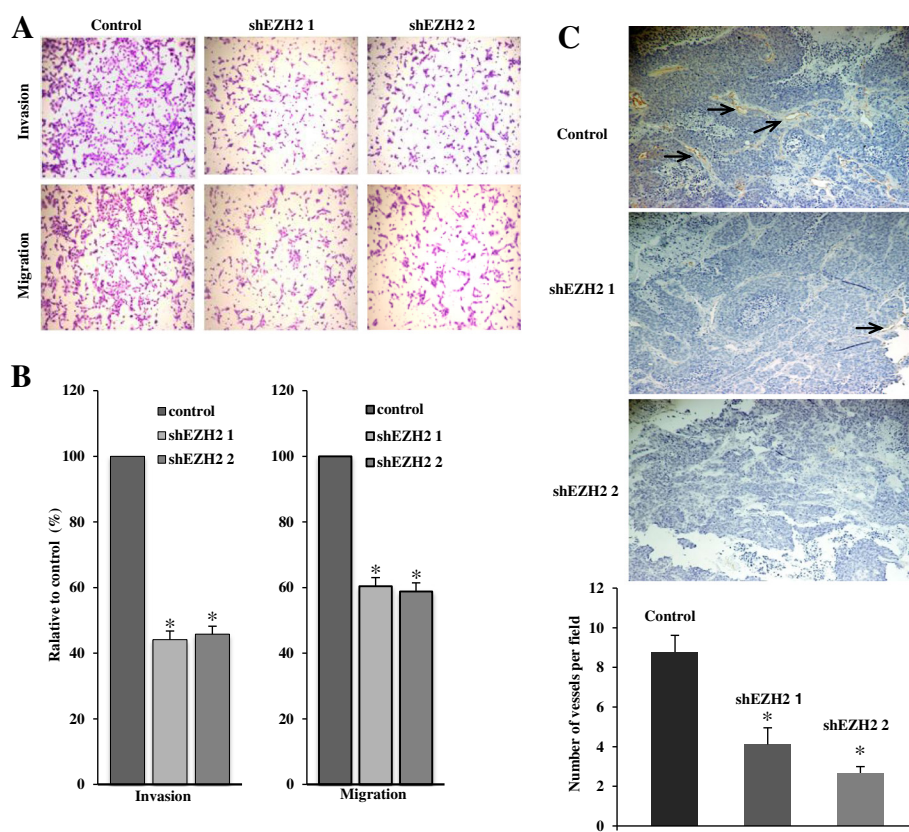 A
Control
shEZH2 1
shEZH2 2
Invasion
Migration
B
120
100
80
60
40
20
0
Ralative to control (%)
control
shEZH2 1
shEZH2 2
*
*
Invasion
120
100
80
60
40
20
0
control
shEZH2 1
shEZH2 2
*
*
Migration
C
Control
shEZH2 1
shEZH2 2
12
10
8
6
4
2
0
Number of vessels per field
Control
shEZH2 1
*
shEZH2 2
*